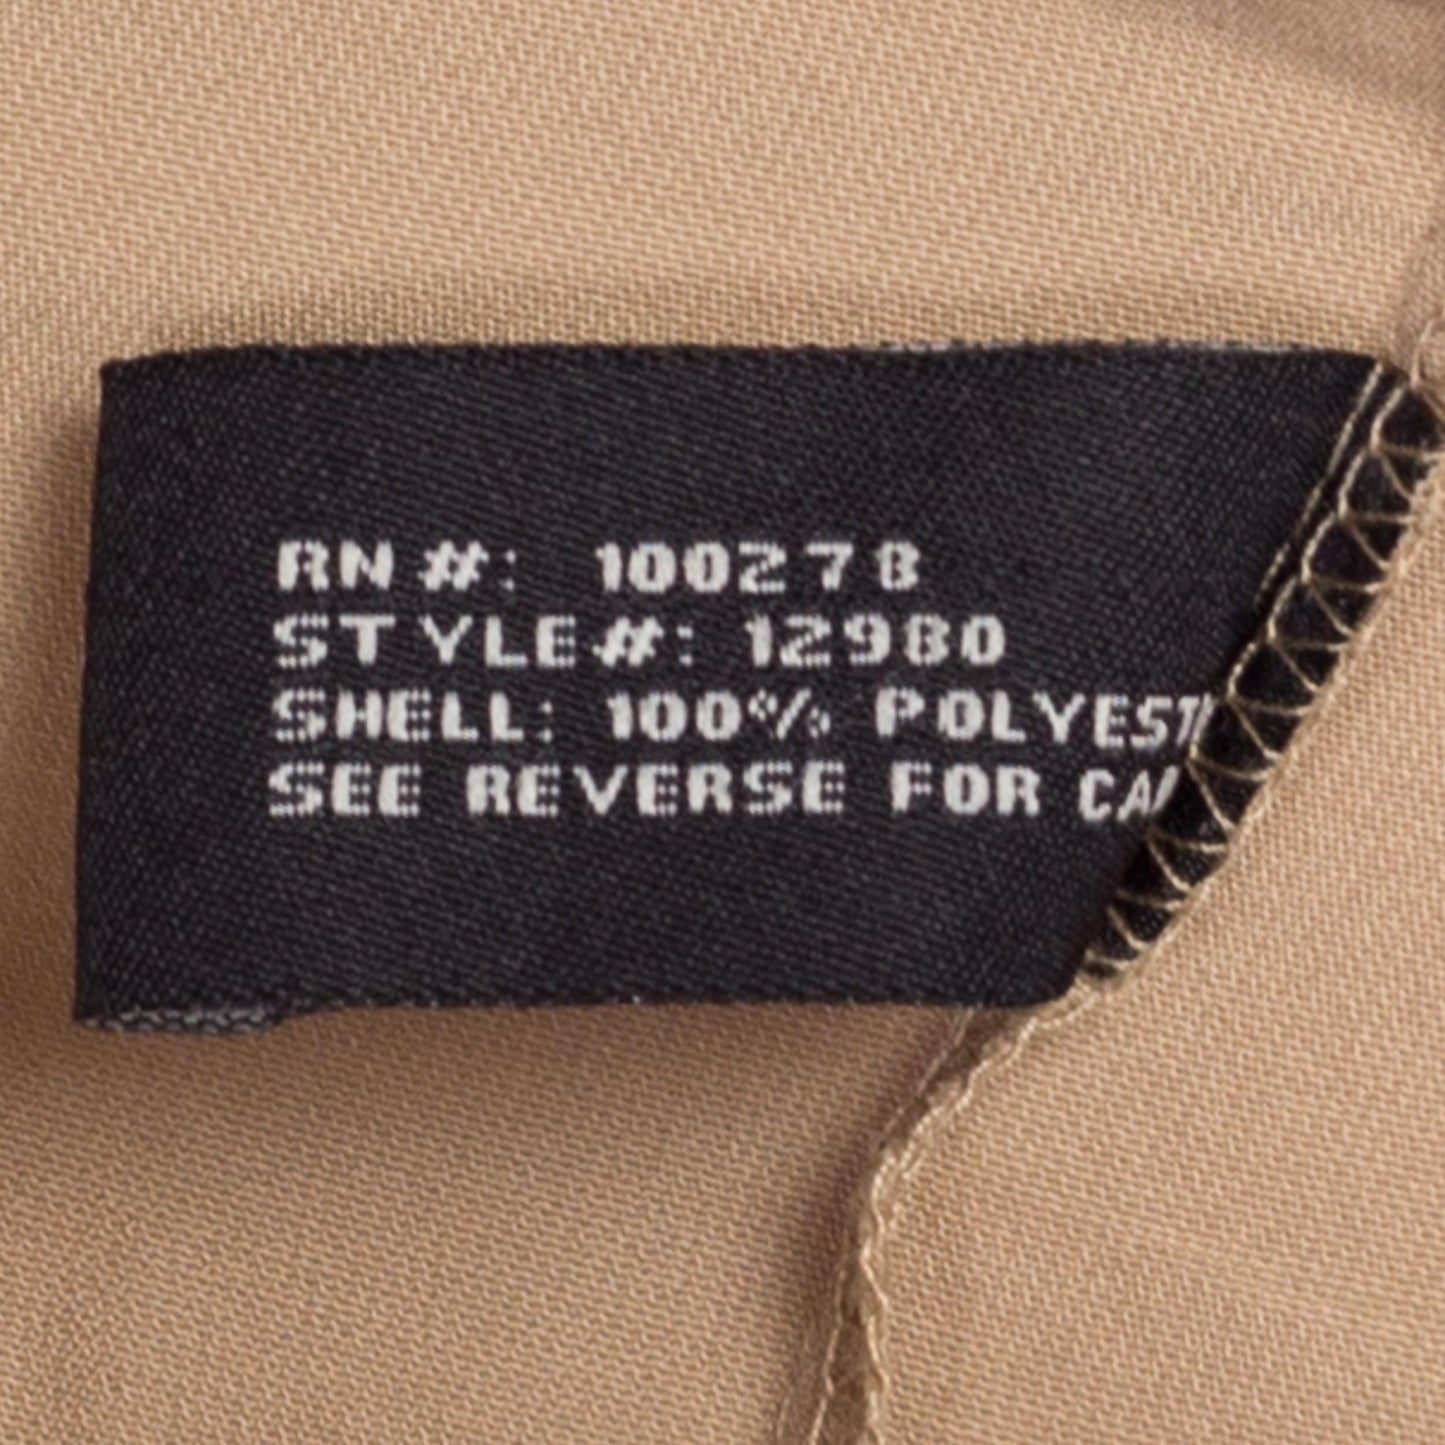 RN#: 100278
STYLE#: 12980
SHELL: 100% POLYEST
SEE REVERSE FOR CA